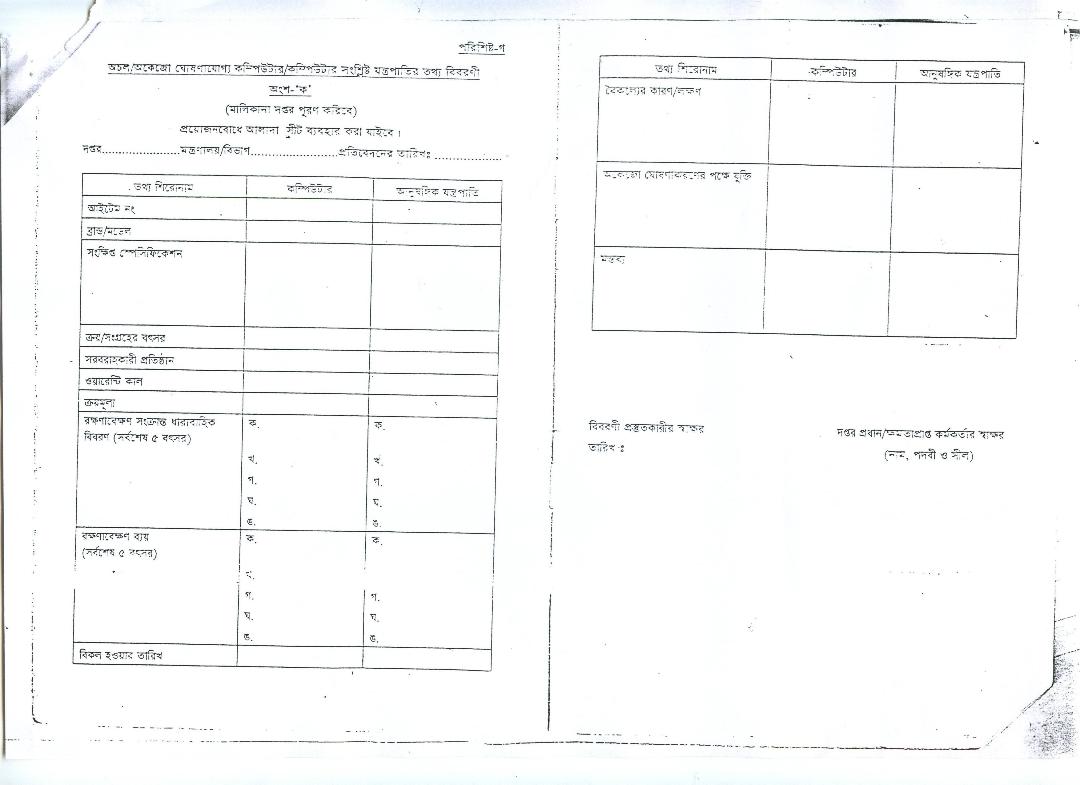 পরিশিষ্ট-গ
অচল/অকেজো ঘোষণাযোগ্য কম্পিউটার/কম্পিউটার সংশ্লিষ্ট যন্ত্রপাতির তথ্য বিবরণী
অংশ-'ক'
(মালিকানা দপ্তর পূরণ করিবে)
প্রয়োজনবোধে আলাদা সীট ব্যবহার করা যাইবে।
দপ্তর.......................মন্ত্রণালয়/বিভাগ..........................প্রতিবেদনের তারিখঃ ....................
তথ্য শিরোনাম কম্পিউটার আনুষঙ্গিক যন্ত্রপাতি
আইটেম নং
ব্রান্ড/মডেল
সংক্ষিপ্ত স্পেসিফিকেশন
ক্রয়/সংগ্রহের বৎসর
সরবরাহকারী প্রতিষ্ঠান
ওয়ারেন্টি কাল
ক্রয়মূল্য
রক্ষণাবেক্ষণ সংক্রান্ত ধারাবাহিক ক. ক.
বিবরণ (সর্বশেষ ৫ বৎসর)
খ. খ.
গ. গ.
ঘ. ঘ.
ঙ. ঙ.
রক্ষণাবেক্ষণ ব্যয় ক. ক.
(সর্বশেষ ৫ বৎসর)
খ.
গ. গ.
ঘ. ঘ.
ঙ. ঙ.
বিকল হওয়ার তারিখ
তথ্য শিরোনাম কম্পিউটার আনুষঙ্গিক যন্ত্রপাতি
বৈকল্যের কারণ/লক্ষণ
অকেজো ঘোষণাকরণের পক্ষে যুক্তি
মন্তব্য
বিবরণী প্রস্তুতকারীর স্বাক্ষর
তারিখ ঃ
দপ্তর প্রধান/ক্ষমতাপ্রাপ্ত কর্মকর্তার স্বাক্ষর
(নাম, পদবী ও সীল)